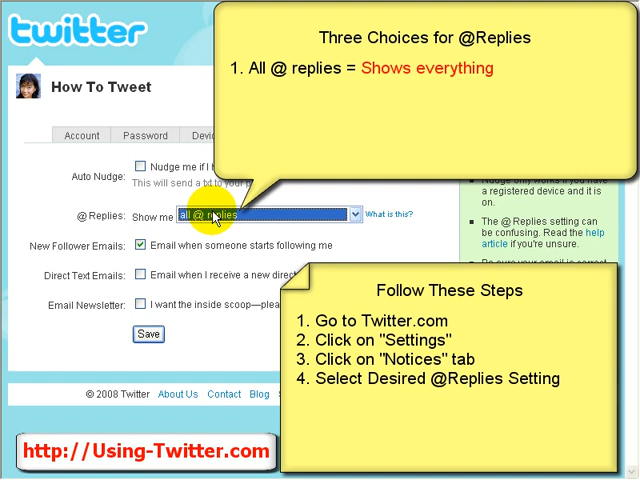 twitter
Three Choices for @Replies
1. All @ replies = Shows everything
How To Tweet
Account Password
Auto Nudge: Nudge me if I
This will send a txt to your
Nudge only works if you have
a registered device and it is
on.
@ Replies: Show me all @ replies What is this?
The @Replies setting
can be confusing. Read the help
article if you're unsure.
New Follower Emails: Email when someone starts following me
Direct Text Emails: Email when I receive a new
Email Newsletter: I want the inside scoop—
Save
Follow These Steps
1. Go to Twitter.com
2. Click on "Settings"
3. Click on "Notices" tab
4. Select Desired @Replies Setting
© 2008 Twitter About Us Contact Blog
http://Using-Twitter.com